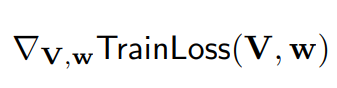 ∇_{𝐕,𝐰}TrainLoss(𝐕, 𝐰)